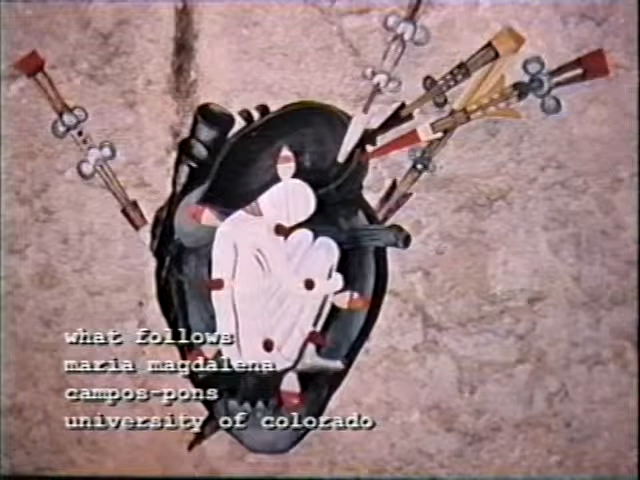 what follows
maria magdalena
campos-pons
university of colorado